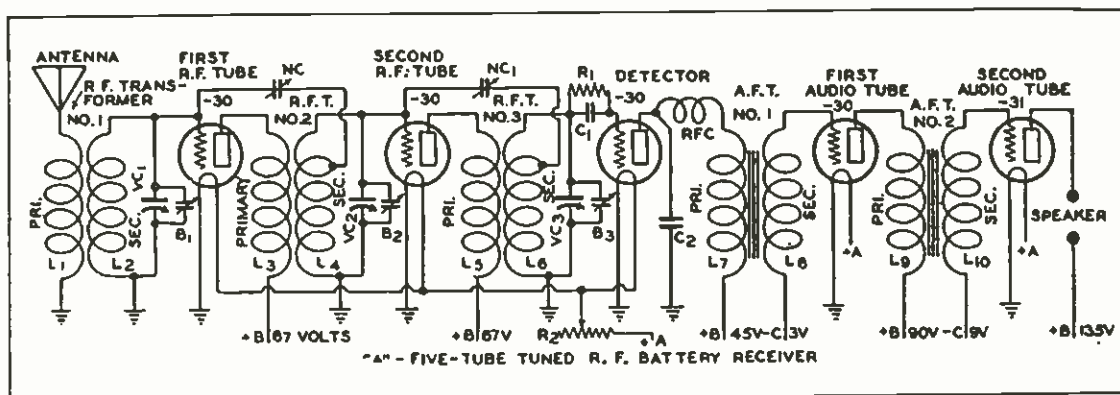 ANTENNA
R.F. TRANS-
FORMER
NO.1
FIRST
R.F. TUBE
-30
NC
R.F.T.
NO.2
SECOND
R.F. TUBE
-30
NC1
R.F.T.
NO.3
R1
C1
DETECTOR
-30
RFC
A.F.T.
NO. 1
FIRST
AUDIO TUBE
-30
A.F.T.
NO.2
SECOND
AUDIO TUBE
-31
PRI.
L1
SEC.
L2
VC1
B1
PRIMARY
L3
SEC.
L4
VC2
B2
PRI.
L5
SEC.
L6
VC3
B3
C2
PRI.
L7
SEC.
L8
+A
PRI.
L9
SEC.
L10
+A
SPEAKER
+B 67 VOLTS
+B 67V
R2
+A
+B 45V-C 3V
+B 90V-C 9V
+B 135V
"A"-FIVE-TUBE TUNED R.F. BATTERY RECEIVER